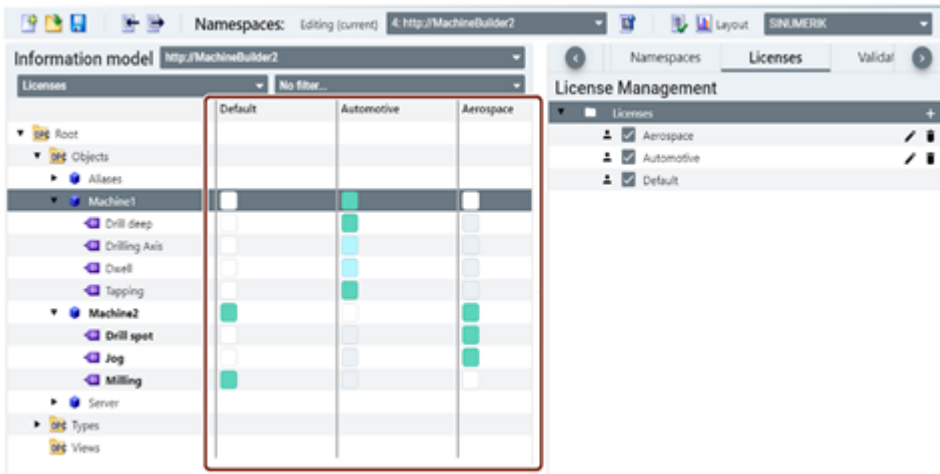 Namespaces: Editing (current) 4: http://MachineBuilder2 Layout SINUMERIK
Information model http://MachineBuilder2
Licenses No filter...
Default Automotive Aerospace
Root
Objects
Aliases
Machine1
Drill deep
Drilling Axis
Dwell
Tapping
Machine2
Drill spot
Jog
Milling
Server
Types
Views
Namespaces Licenses Validat
License Management
Licenses
Aerospace
Automotive
Default